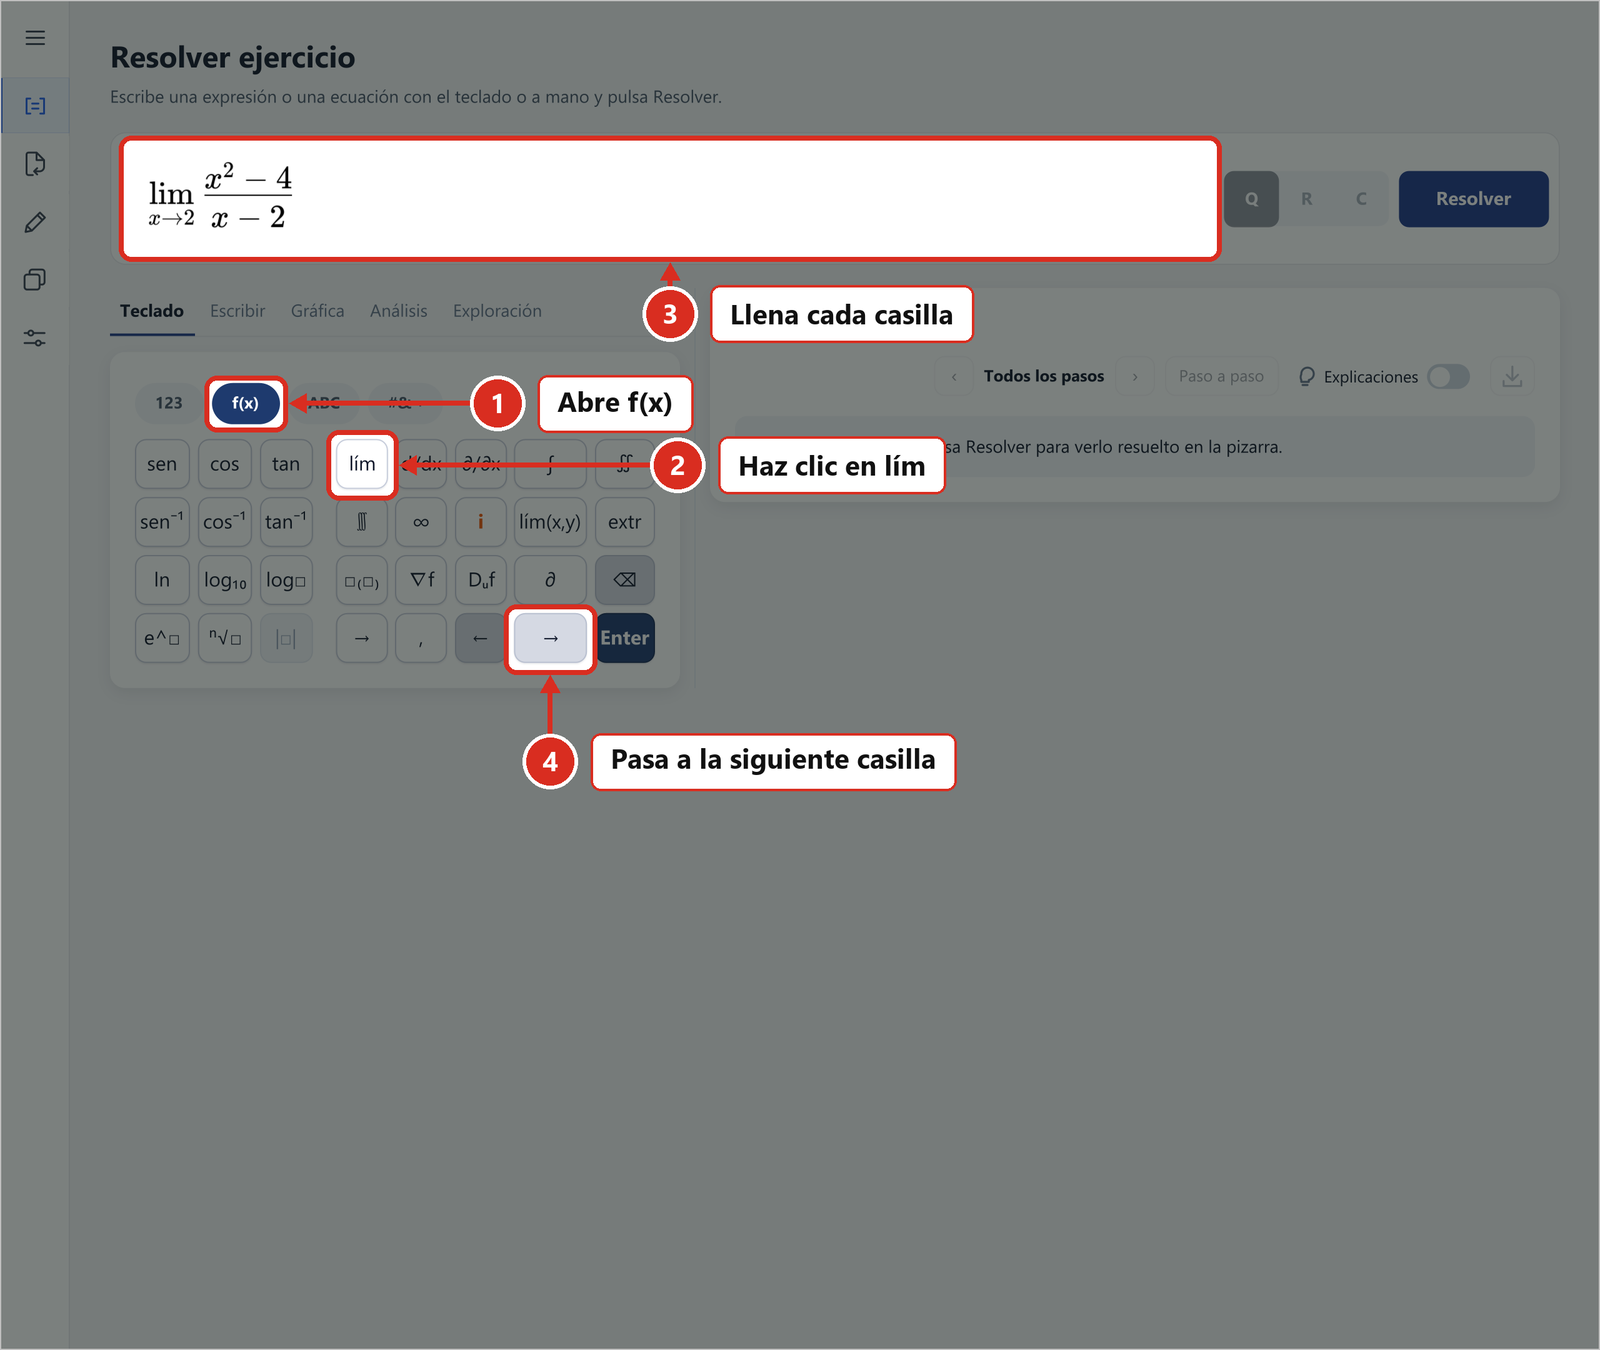 Resolver ejercicio
Escribe una expresión o una ecuación con el teclado o a mano y pulsa Resolver.
lim x→2 x² − 4 / x − 2
Q R C Resolver
Teclado Escribir Gráfica Análisis Exploración
3 Llena cada casilla
‹ Todos los pasos › Paso a paso Explicaciones
123 f(x) ABC #& 1 Abre f(x)
sen cos tan lím d/dx ∂/∂x ∫ ∬ 2 Haz clic en lím
sa Resolver para verlo resuelto en la pizarra.
sen⁻¹ cos⁻¹ tan⁻¹ ∭ ∞ i lím(x,y) extr
ln log₁₀ log□ □(□) ∇f Dᵤf ∂ ⌫
e^□ ⁿ√□ |□| → , ← → Enter
4 Pasa a la siguiente casilla